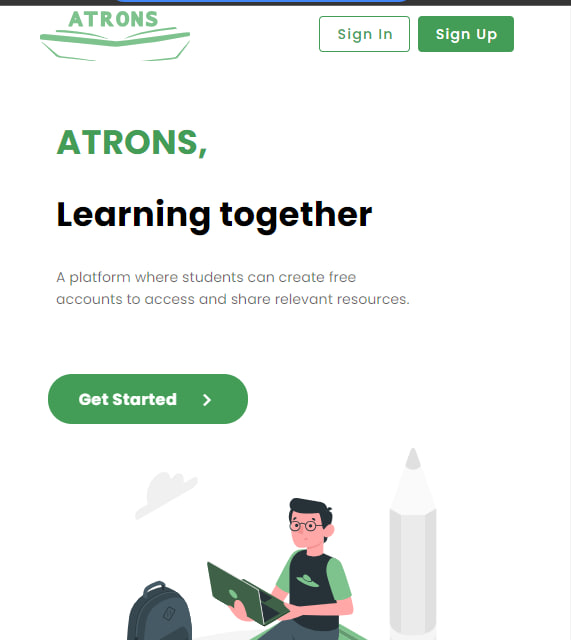 ATRONS
Sign In
Sign Up
ATRONS,
Learning together
A platform where students can create free
accounts to access and share relevant resources.
Get Started